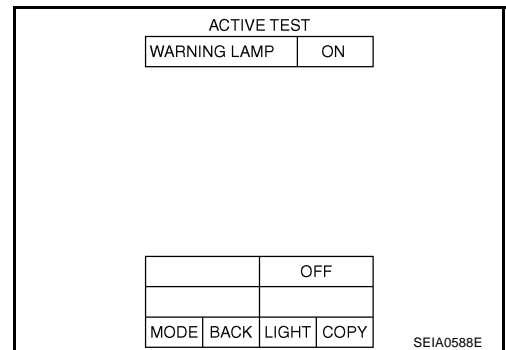 ACTIVE TEST
WARNING LAMP ON
OFF
MODE BACK LIGHT COPY
SEIA0588E